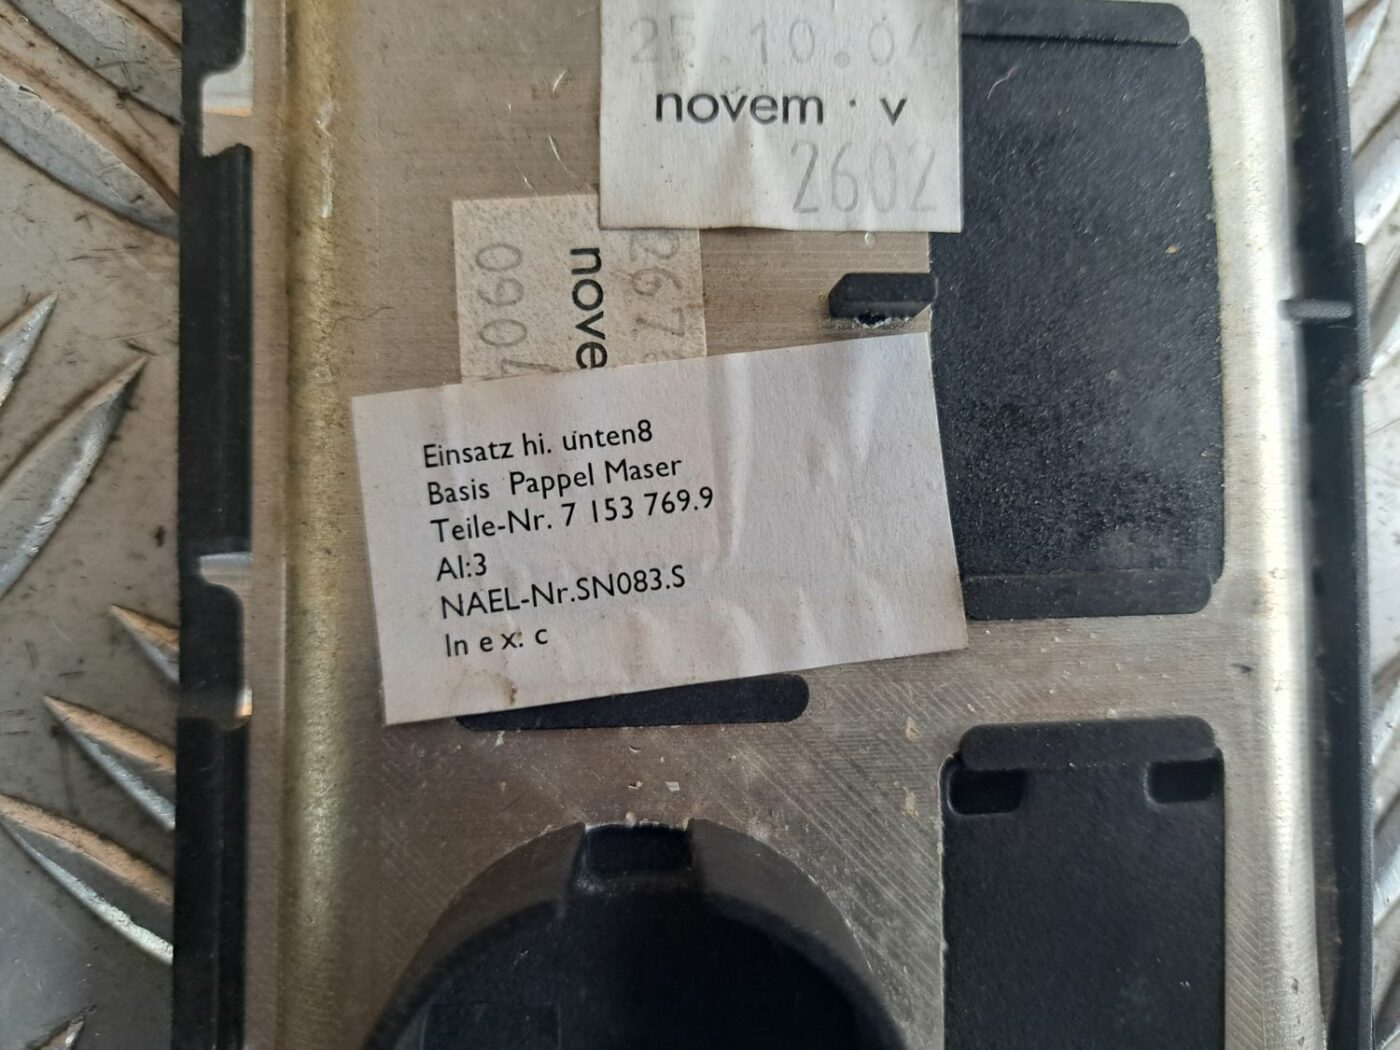 25.10.04
novem · v
2602
nove
0907
Einsatz hi. unten8
Basis Pappel Maser
Teile-Nr. 7 153 769.9
AI:3
NAEL-Nr.SN083.S
In e x. c